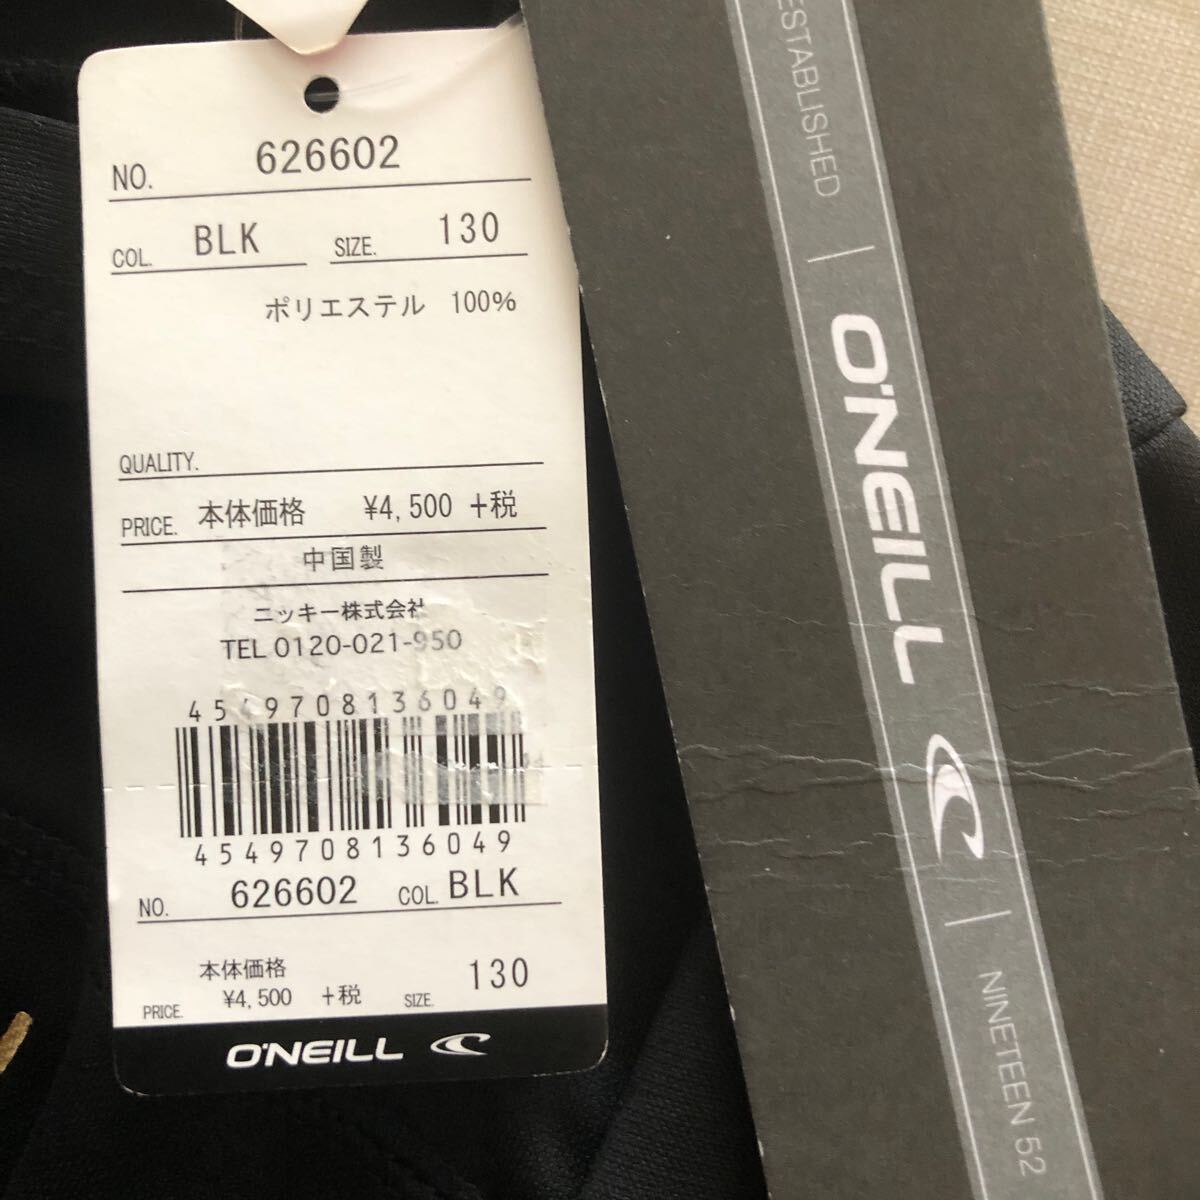 NO. 626602
COL. BLK SIZE. 130
ポリエステル 100%
QUALITY.
PRICE. 本体価格 ¥4,500 +税
中国製
ニッキー株式会社
TEL 0120-021-950
4549708136049
4549708136049
NO. 626602 COL. BLK
本体価格
PRICE. ¥4,500 +税 SIZE. 130
O'NEILL
ESTABLISHED
O'NEILL
NINETEEN 52